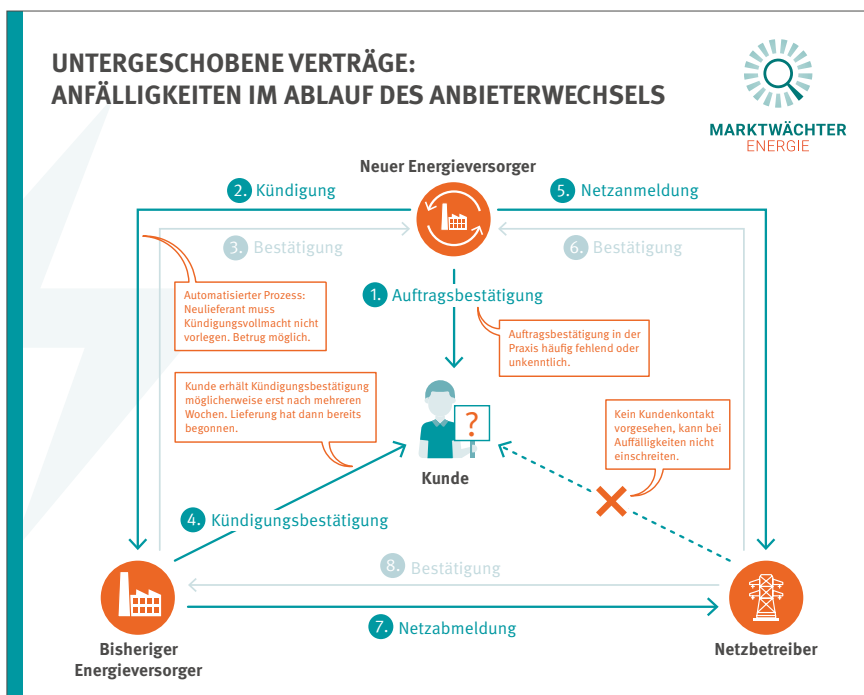 UNTERGESCHOBENE VERTRÄGE:
ANFÄLLIGKEITEN IM ABLAUF DES ANBIETERWECHSELS
MARKTWÄCHTER
ENERGIE
Neuer Energieversorger
2. Kündigung
5. Netzanmeldung
3. Bestätigung
6. Bestätigung
1. Auftragsbestätigung
Automatisierter Prozess:
Neulieferant muss
Kündigungsvollmacht nicht
vorlegen. Betrug möglich.
Auftragsbestätigung in der
Praxis häufig fehlend oder
unkenntlich.
Kunde erhält Kündigungsbestätigung
möglicherweise erst nach mehreren
Wochen. Lieferung hat dann bereits
begonnen.
?
Kein Kundenkontakt
vorgesehen, kann bei
Auffälligkeiten nicht
einschreiten.
Kunde
4. Kündigungsbestätigung
8. Bestätigung
7. Netzabmeldung
Bisheriger
Energieversorger
Netzbetreiber